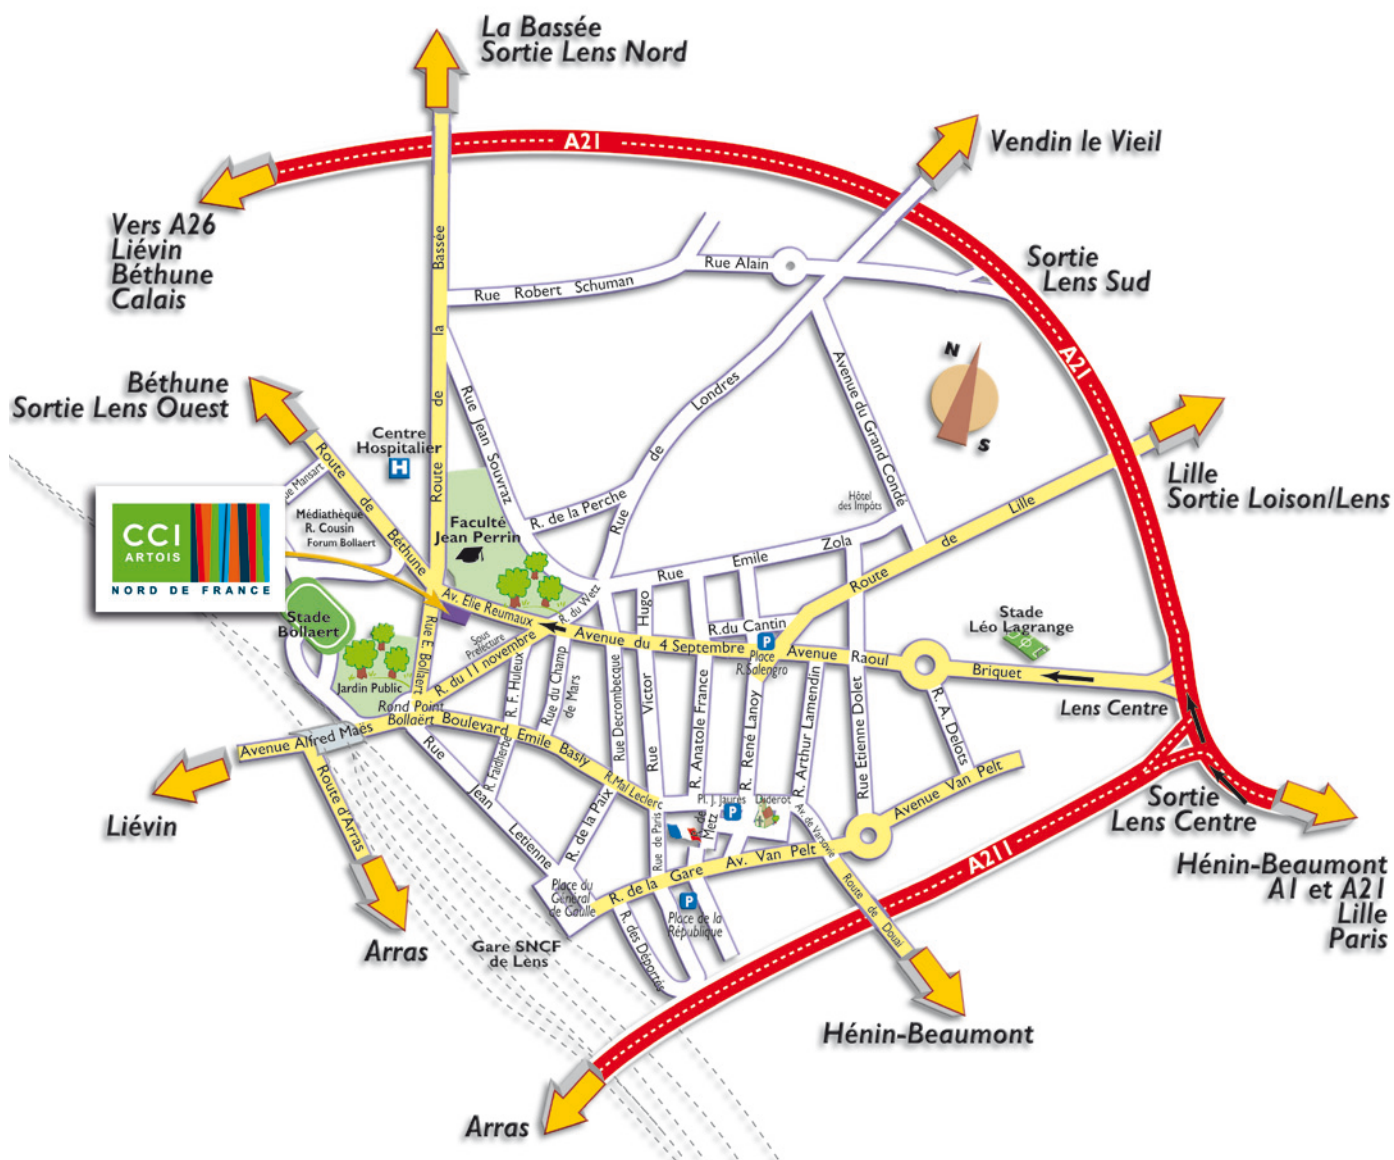 La Bassée
Sortie Lens Nord
A21
Vendin le Vieil
Vers A26
Liévin
Béthune
Calais
Bassée
la
de
Route
Rue Alain
Rue Robert Schuman
Sortie
Lens Sud
A21
N
S
Béthune
Sortie Lens Ouest
Rue Jean Souvraz
Londres
de
Rue
Avenue du Grand Condé
Centre
Hospitalier
H
Route de Béthune
Mansart
Médiathèque
R. Cousin
Forum Bollaert
CCI
ARTOIS
NORD DE FRANCE
Faculté
Jean Perrin
R. de la Perche
Hôtel
des Impôts
Lille
Sortie Loison/Lens
Route de Lille
Rue Emile Zola
Stade
Bollaert
Av. Elie Reumaux
R. du Wetz
Hugo
Victor
Rue
R.du Cantin
P
Place
R.Salengro
Avenue du 4 Septembre
Avenue Raoul
Briquet
Stade
Léo Lagrange
Sous
Prefecture
Rue E. Bollaert
R. du 11 novembre
Jardin Public
Rond Point
Bollaërt
R. F. Huleux
Rue du Champ
de Mars
Rue Decrombecque
R. Anatole France
R. René Lanoy
R. Arthur Lamendin
Rue Etienne Dolet
R. A. Delots
Lens Centre
Avenue Alfred Maës
Boulevard Emile Basly
R. Faidherbe
R.Mal Leclerc
Avenue Van Pelt
Liévin
Route d'Arras
Rue Jean Letienne
R. de la Paix
Rue de Paris
Pl. J. Jaurès
P
Diderot
de
Metz
Av. de Varsovie
Sortie
Lens Centre
Hénin-Beaumont
A1 et A21
Lille
Paris
R. de la Gare
Av. Van Pelt
A211
Place du
Général
de Gaulle
P
Place de la
République
R. des Déportés
Route de Douai
Arras
Gare SNCF
de Lens
Hénin-Beaumont
Arras